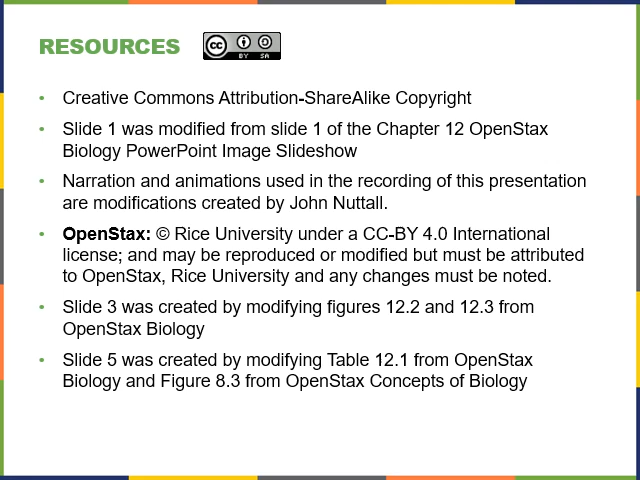 RESOURCES
cc BY SA
• Creative Commons Attribution-ShareAlike Copyright
• Slide 1 was modified from slide 1 of the Chapter 12 OpenStax
Biology PowerPoint Image Slideshow
• Narration and animations used in the recording of this presentation
are modifications created by John Nuttall.
• OpenStax: © Rice University under a CC-BY 4.0 International
license; and may be reproduced or modified but must be attributed
to OpenStax, Rice University and any changes must be noted.
• Slide 3 was created by modifying figures 12.2 and 12.3 from
OpenStax Biology
• Slide 5 was created by modifying Table 12.1 from OpenStax
Biology and Figure 8.3 from OpenStax Concepts of Biology